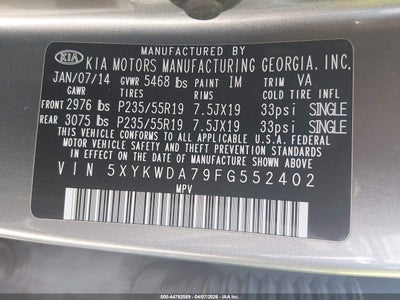 MANUFACTURED BY
KIA KIA MOTORS MANUFACTURING GEORGIA, INC.
JAN/07/14 GVWR 5468 lbs PAINT IM TRIM VA
GAWR TIRES RIMS COLD TIRE INFL
FRONT 2976 lbs P235/55R19 7.5JX19 33psi SINGLE
REAR 3075 lbs P235/55R19 7.5JX19 33psi SINGLE
THIS VEHICLE CONFORMS TO ALL APPLICABLE U.S. FEDERAL
MOTOR VEHICLE SAFETY AND THEFT PREVENTION STANDARDS
IN EFFECT ON THE DATE OF MANUFACTURE SHOWN ABOVE.
VIN 5XYKWDA79FG552402
MPV
000-44792589 - 04/07/2026 - IAA Inc.